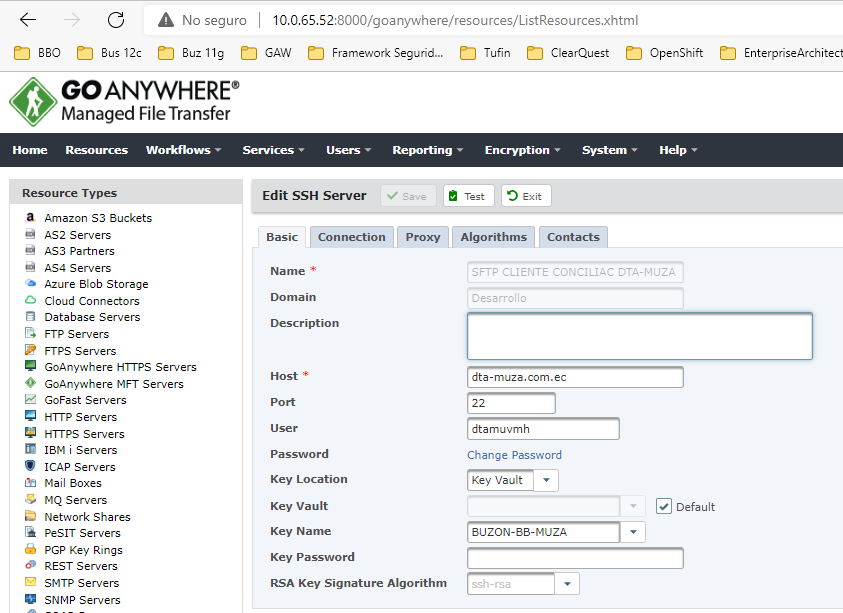 No seguro
10.0.65.52:8000/goanywhere/resources/ListResources.xhtml
BBO Bus 12c Buz 11g GAW Framework Segurid... Tufin ClearQuest OpenShift EnterpriseArchitect
GO ANYWHERE®
Managed File Transfer
Home Resources Workflows Services Users Reporting Encryption System Help
Resource Types
Amazon S3 Buckets
AS2 Servers
AS3 Partners
AS4 Servers
Azure Blob Storage
Cloud Connectors
Database Servers
FTP Servers
FTPS Servers
GoAnywhere HTTPS Servers
GoAnywhere MFT Servers
GoFast Servers
HTTP Servers
HTTPS Servers
IBM i Servers
ICAP Servers
Mail Boxes
MQ Servers
Network Shares
PeSIT Servers
PGP Key Rings
REST Servers
SMTP Servers
SNMP Servers
Edit SSH Server Save Test Exit
Basic Connection Proxy Algorithms Contacts
Name * SFTP CLIENTE CONCILIAC DTA-MUZA
Domain Desarrollo
Description
Host * dta-muza.com.ec
Port 22
User dtamuvmh
Password Change Password
Key Location Key Vault
Key Vault Default
Key Name BUZON-BB-MUZA
Key Password
RSA Key Signature Algorithm ssh-rsa